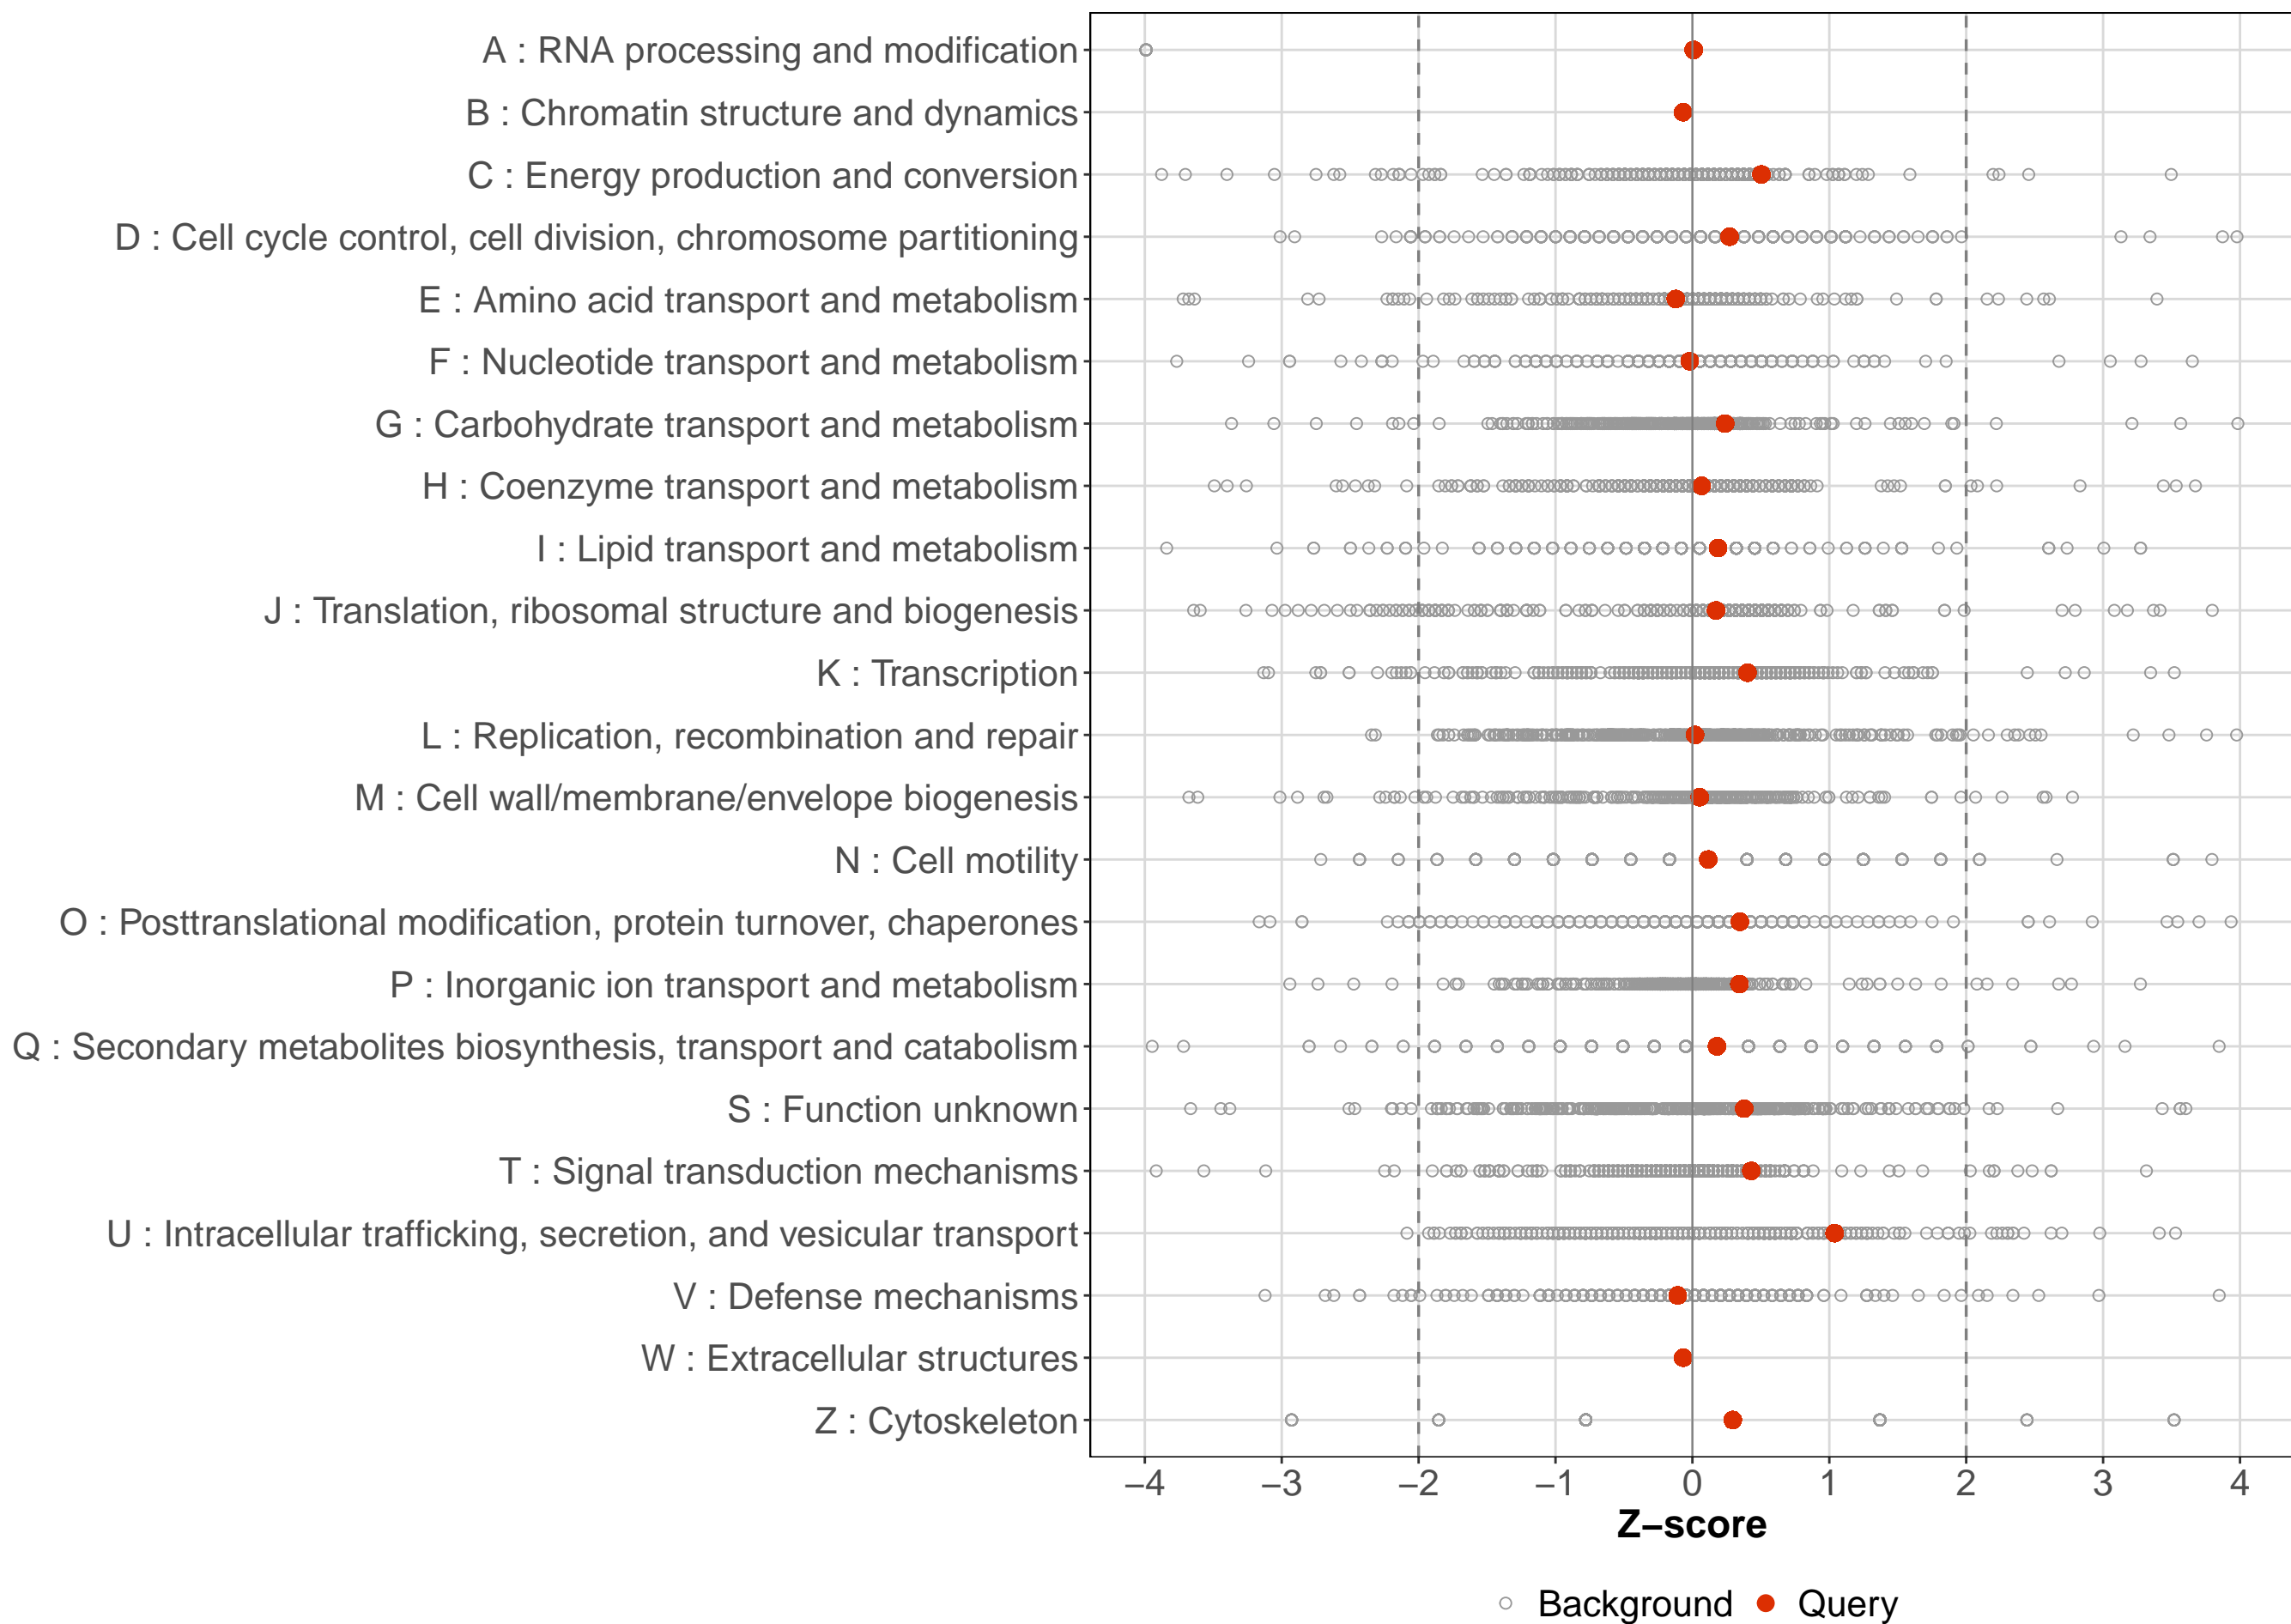 A : RNA processing and modification
B : Chromatin structure and dynamics
C : Energy production and conversion
D : Cell cycle control, cell division, chromosome partitioning
E : Amino acid transport and metabolism
F : Nucleotide transport and metabolism
G : Carbohydrate transport and metabolism
H : Coenzyme transport and metabolism
I : Lipid transport and metabolism
J : Translation, ribosomal structure and biogenesis
K : Transcription
L : Replication, recombination and repair
M : Cell wall/membrane/envelope biogenesis
N : Cell motility
O : Posttranslational modification, protein turnover, chaperones
P : Inorganic ion transport and metabolism
Q : Secondary metabolites biosynthesis, transport and catabolism
S : Function unknown
T : Signal transduction mechanisms
U : Intracellular trafficking, secretion, and vesicular transport
V : Defense mechanisms
W : Extracellular structures
Z : Cytoskeleton
−4 −3 −2 −1 0 1 2 3 4
Z−score
Background Query